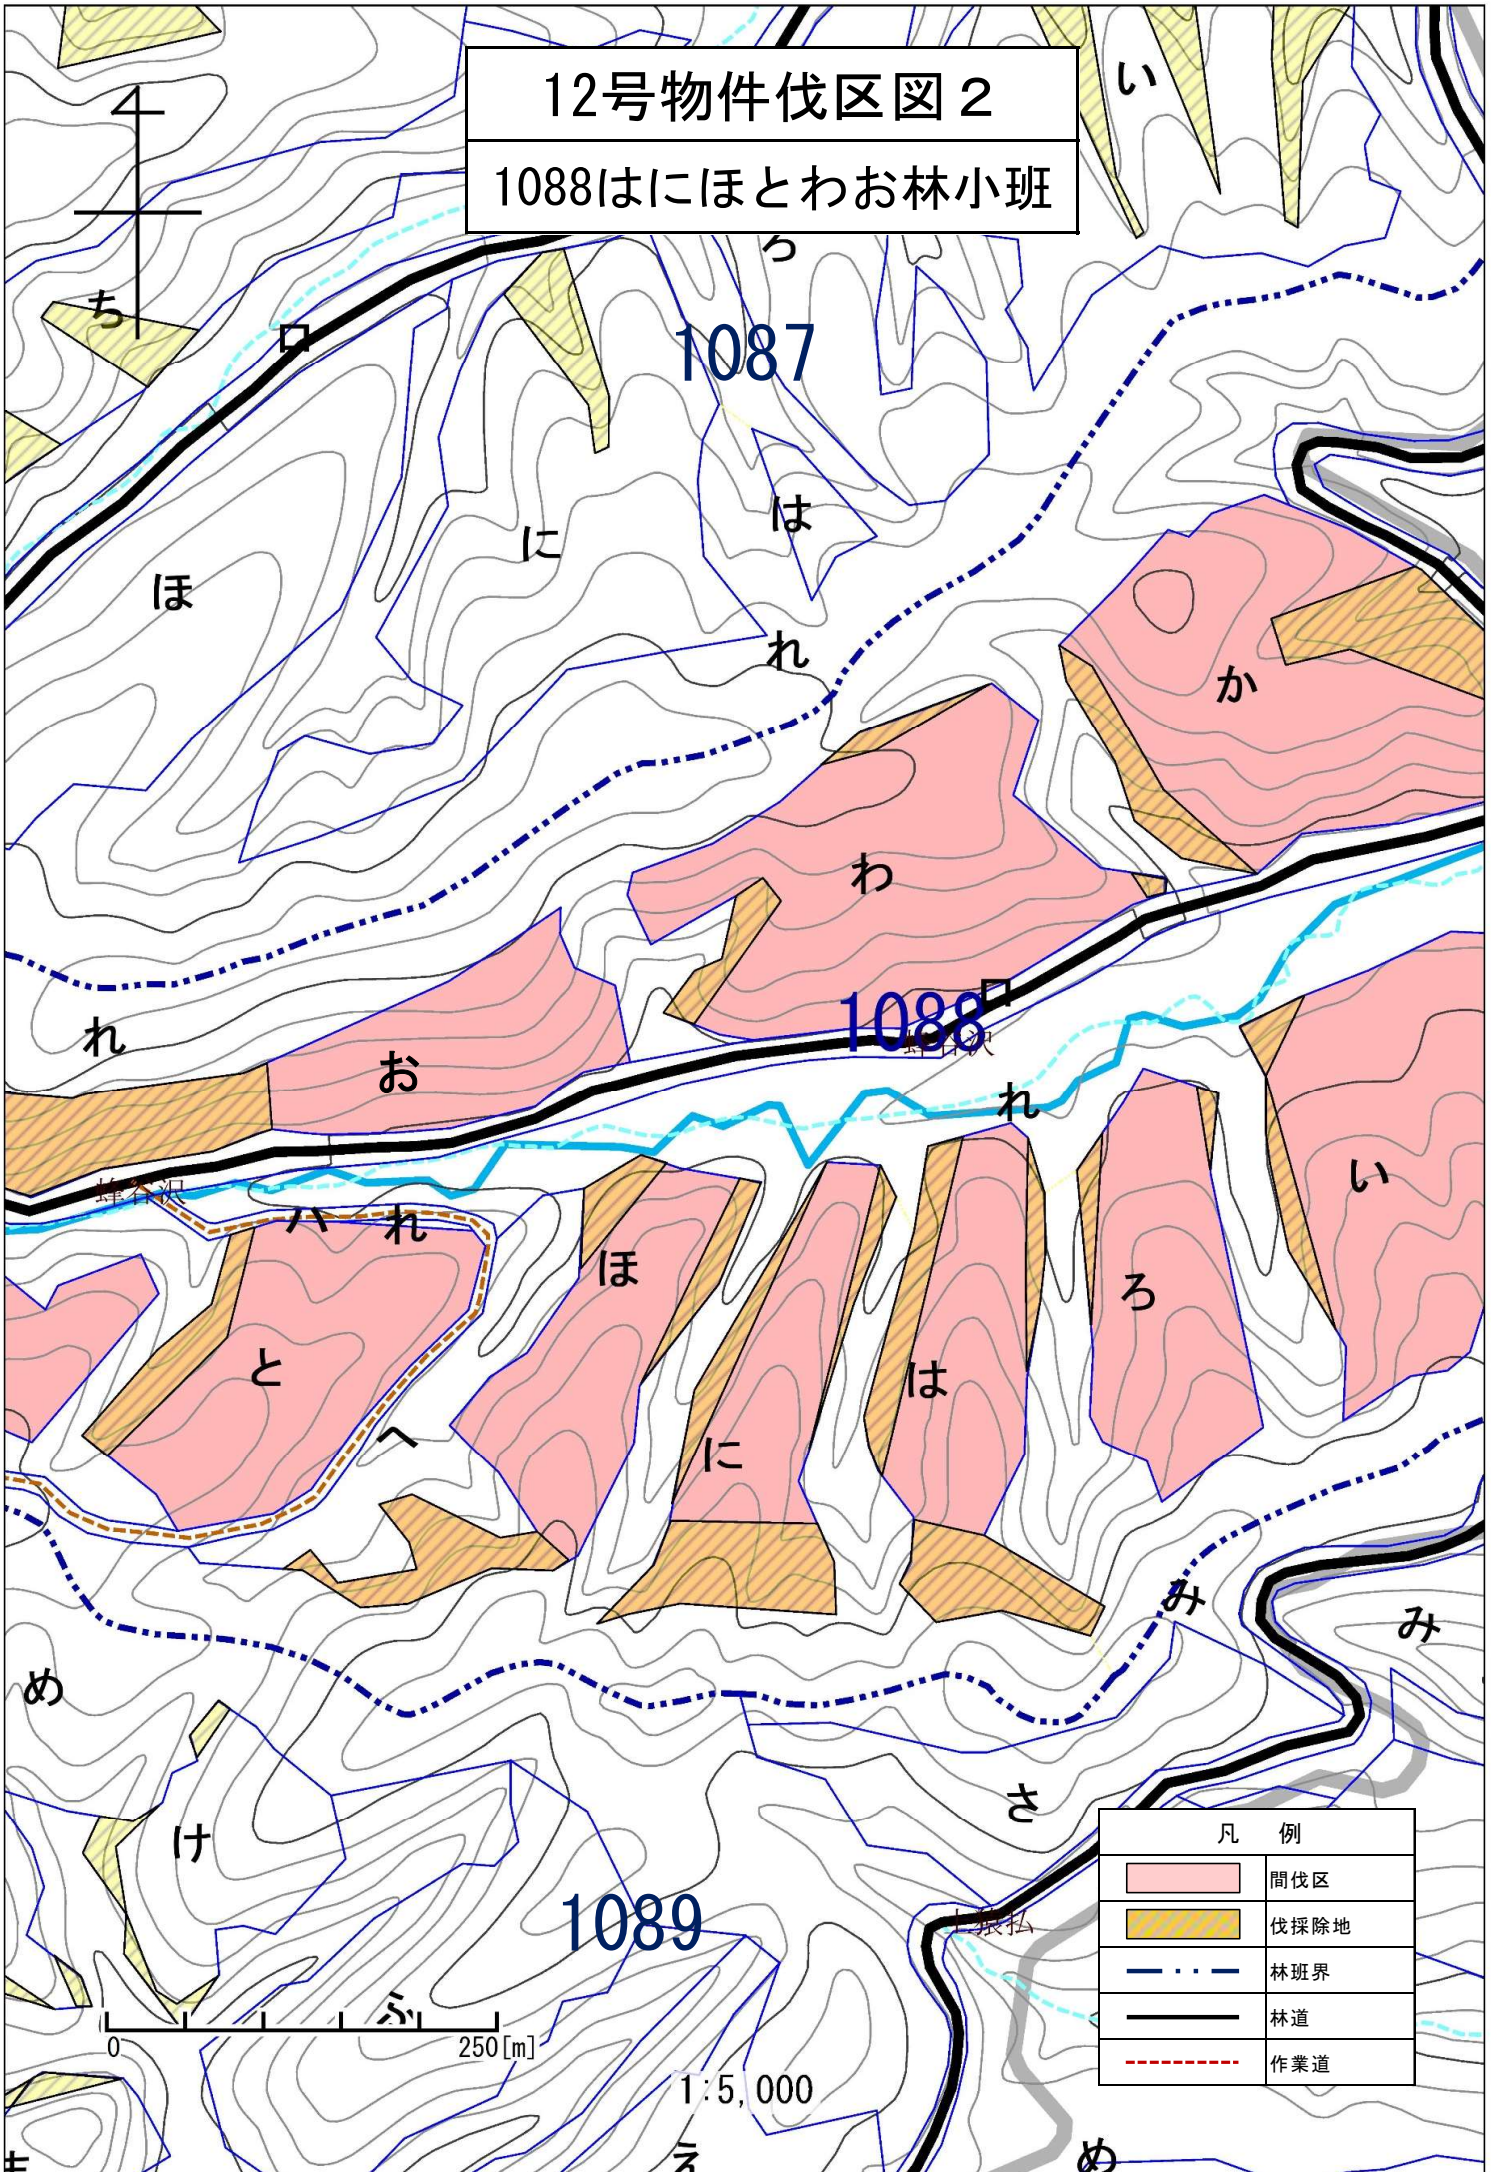 12号物件伐区図２
1088はにほとわお林小班
い
ろ
ち
1087
は
に
ほ
れ
か
わ
1088
蜂谷沢
れ
お
れ
い
蜂谷沢
ハ
れ
ほ
ろ
と
は
へ
に
み
み
め
さ
け
1089
凡 例
間伐区
伐採除地
林班界
林道
作業道
ふ
0
250[m]
1:5,000
え
め